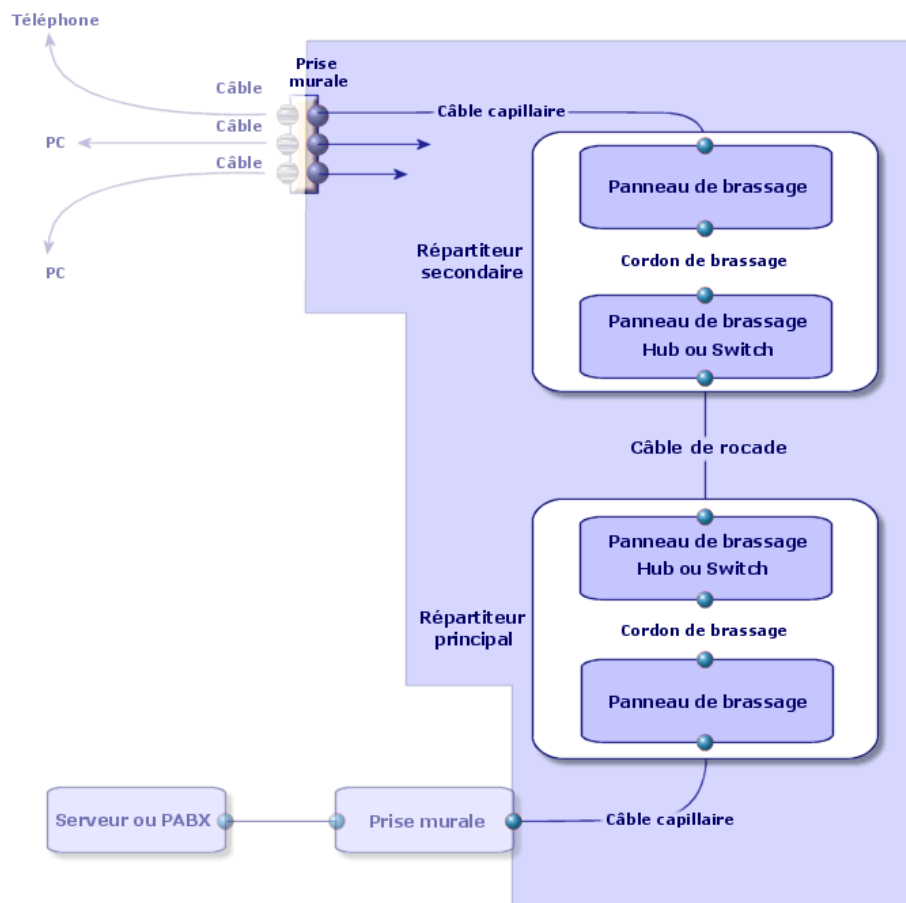 Téléphone
Prise
murale
Câble
Câble capillaire
Câble
PC
Câble
Panneau de brassage
Répartiteur
secondaire
Cordon de brassage
PC
Panneau de brassage
Hub ou Switch
Câble de rocade
Panneau de brassage
Hub ou Switch
Répartiteur
principal
Cordon de brassage
Panneau de brassage
Serveur ou PABX
Prise murale
Câble capillaire